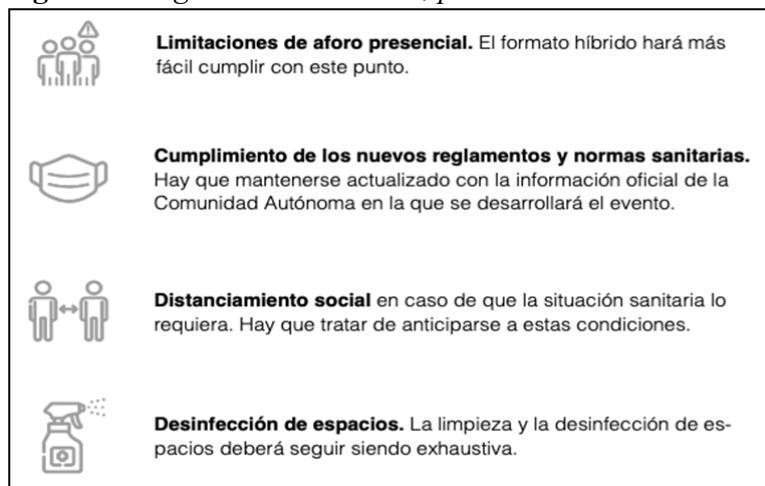 Limitaciones de aforo presencial. El formato híbrido hará más
fácil cumplir con este punto.
Cumplimiento de los nuevos reglamentos y normas sanitarias.
Hay que mantenerse actualizado con la información oficial de la
Comunidad Autónoma en la que se desarrollará el evento.
Distanciamiento social en caso de que la situación sanitaria lo
requiera. Hay que tratar de anticiparse a estas condiciones.
Desinfección de espacios. La limpieza y la desinfección de es-
pacios deberá seguir siendo exhaustiva.